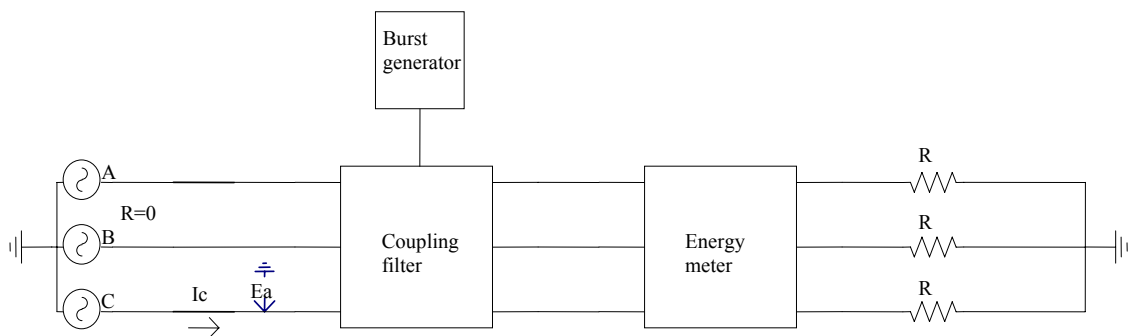 Burst
generator
A
R
R=0
B
Coupling
filter
Energy
meter
R
C
Ic
Ea
R